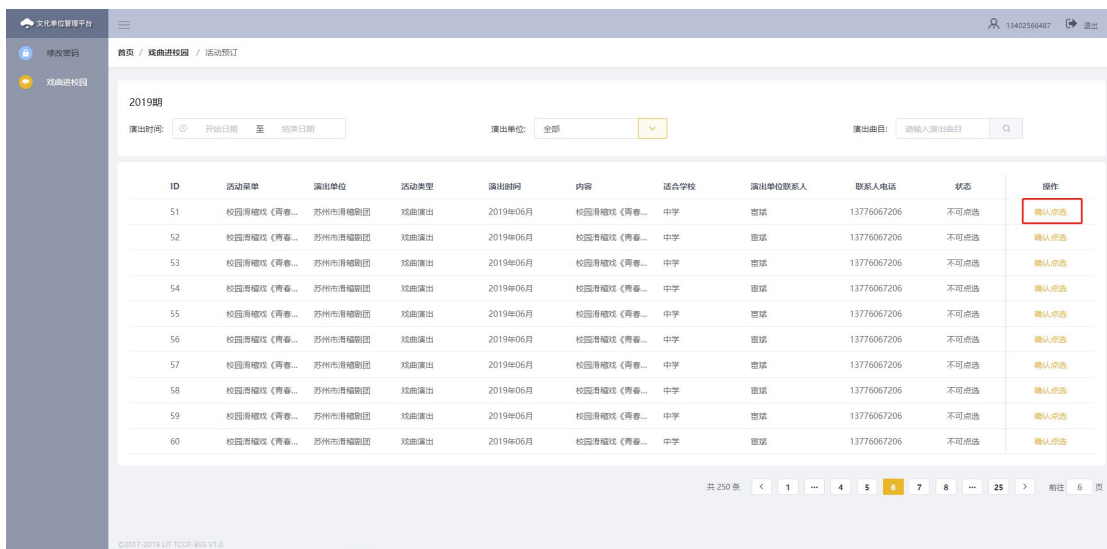 文化单位管理平台
13402566487 退出
修改密码
首页 / 戏曲进校园 / 活动预订
戏曲进校园
2019期
演出时间: 开始日期 至 结束日期 演出单位: 全部 演出曲目: 请输入演出曲目
ID 活动菜单 演出单位 活动类型 演出时间 内容 适合学校 演出单位联系人 联系人电话 状态 操作
51 校园滑稽戏《青春... 苏州市滑稽剧团 戏曲演出 2019年06月 校园滑稽戏《青春... 中学 13776067206 不可点选 确认点选
52 校园滑稽戏《青春... 苏州市滑稽剧团 戏曲演出 2019年06月 校园滑稽戏《青春... 中学 13776067206 不可点选 确认点选
53 校园滑稽戏《青春... 苏州市滑稽剧团 戏曲演出 2019年06月 校园滑稽戏《青春... 中学 13776067206 不可点选 确认点选
54 校园滑稽戏《青春... 苏州市滑稽剧团 戏曲演出 2019年06月 校园滑稽戏《青春... 中学 13776067206 不可点选 确认点选
55 校园滑稽戏《青春... 苏州市滑稽剧团 戏曲演出 2019年06月 校园滑稽戏《青春... 中学 13776067206 不可点选 确认点选
56 校园滑稽戏《青春... 苏州市滑稽剧团 戏曲演出 2019年06月 校园滑稽戏《青春... 中学 13776067206 不可点选 确认点选
57 校园滑稽戏《青春... 苏州市滑稽剧团 戏曲演出 2019年06月 校园滑稽戏《青春... 中学 13776067206 不可点选 确认点选
58 校园滑稽戏《青春... 苏州市滑稽剧团 戏曲演出 2019年06月 校园滑稽戏《青春... 中学 13776067206 不可点选 确认点选
59 校园滑稽戏《青春... 苏州市滑稽剧团 戏曲演出 2019年06月 校园滑稽戏《青春... 中学 13776067206 不可点选 确认点选
60 校园滑稽戏《青春... 苏州市滑稽剧团 戏曲演出 2019年06月 校园滑稽戏《青春... 中学 13776067206 不可点选 确认点选
共 250 条 < 1 ... 4 5 6 7 8 ... 25 > 前往 6 页
©2017-2018 LIT TCCP-BSS V1.0